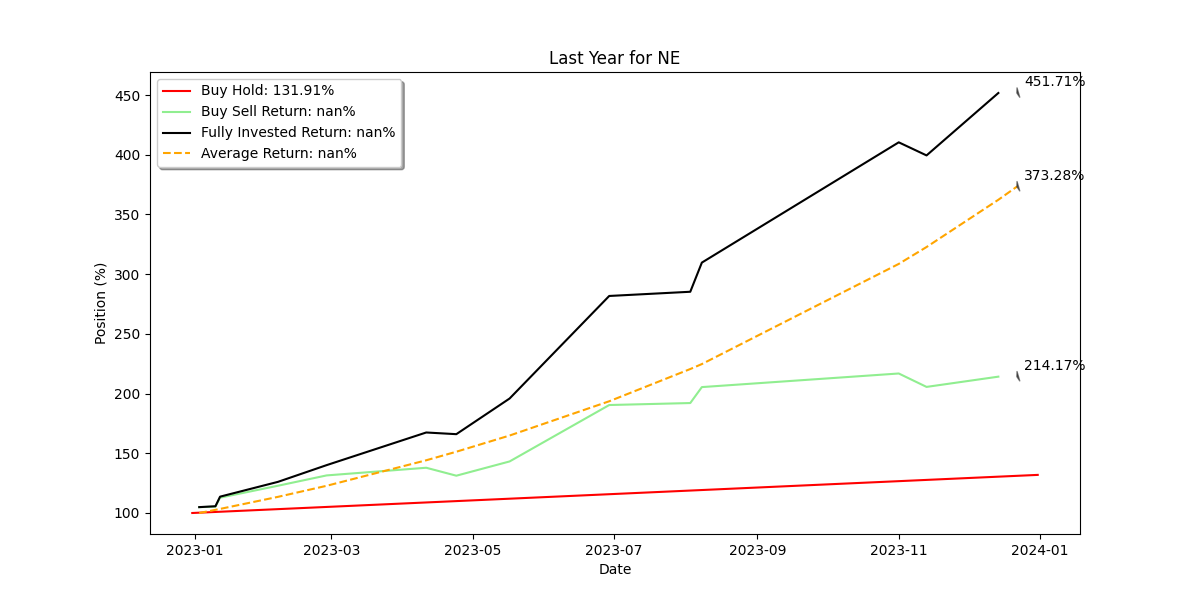 Last Year for NE
Buy Hold: 131.91%
Buy Sell Return: nan%
Fully Invested Return: nan%
Average Return: nan%
451.71%
373.28%
214.17%
Position (%)
450
400
350
300
250
200
150
100
2023-01
2023-03
2023-05
2023-07
2023-09
2023-11
2024-01
Date